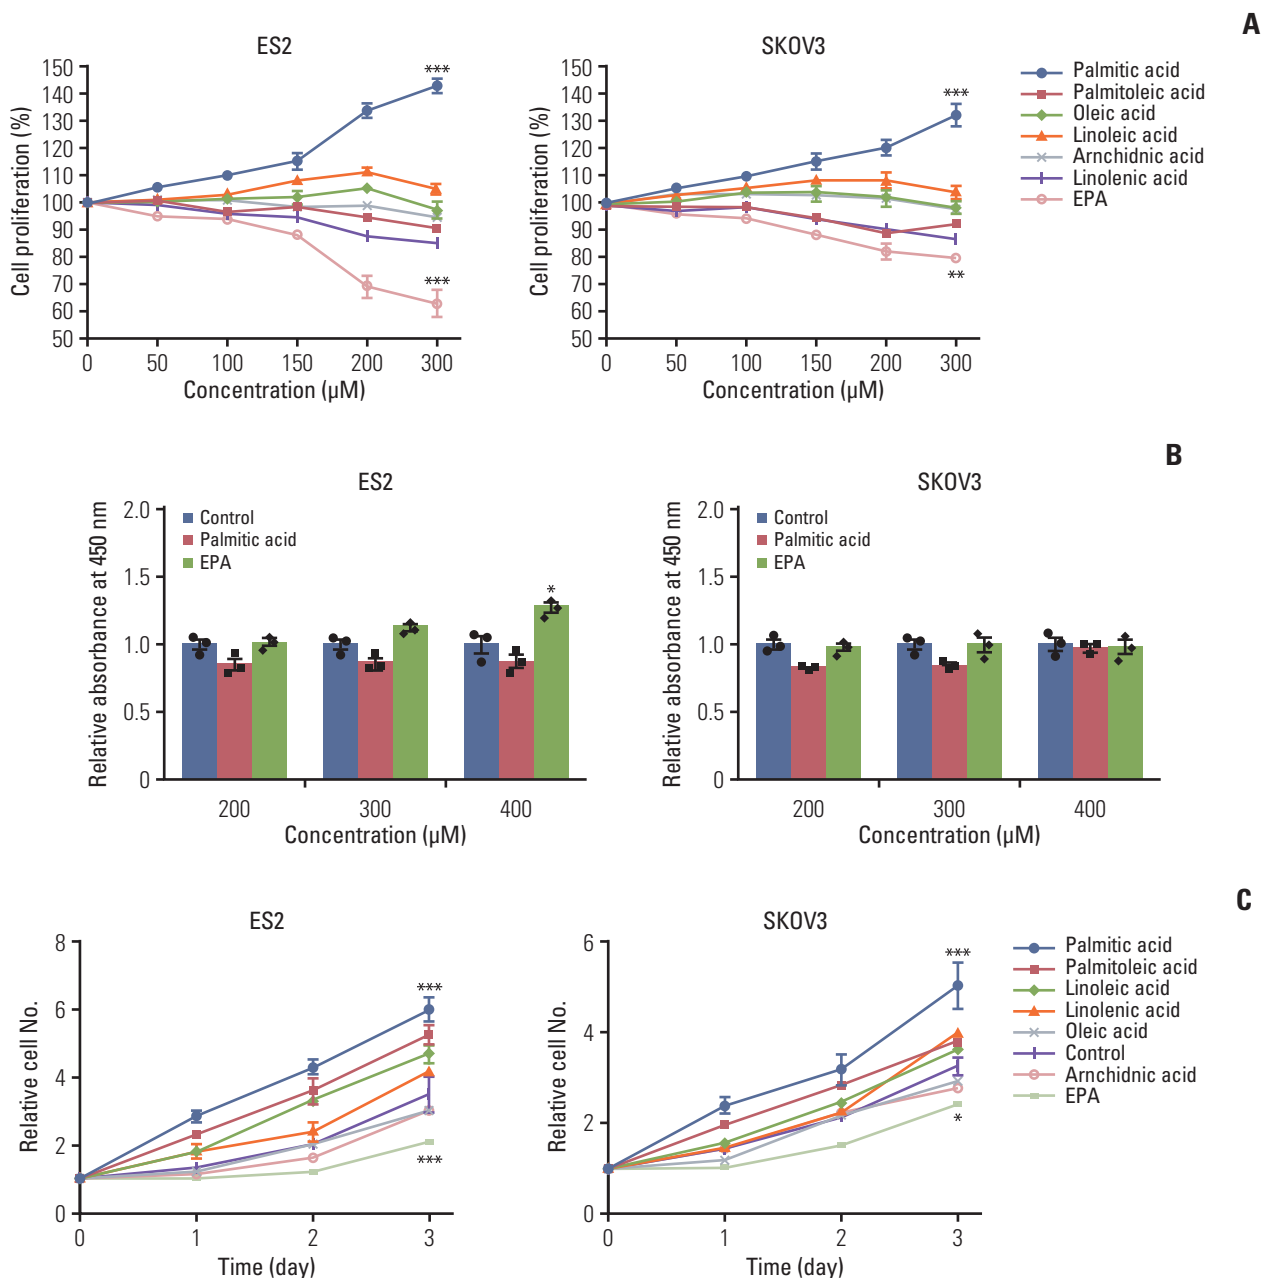 A
ES2
SKOV3
150
140
130
120
110
100
90
80
70
60
50
Cell proliferation (%)
***
***
0 50 100 150 200 300
Concentration (µM)
150
140
130
120
110
100
90
80
70
60
50
Cell proliferation (%)
***
**
0 50 100 150 200 300
Concentration (µM)
Palmitic acid
Palmitoleic acid
Oleic acid
Linoleic acid
Arnchidnic acid
Linolenic acid
EPA
B
ES2
SKOV3
Relative absorbance at 450 nm
2.0
1.5
1.0
0.5
0
Control
Palmitic acid
EPA
*
200 300 400
Concentration (µM)
Relative absorbance at 450 nm
2.0
1.5
1.0
0.5
0
Control
Palmitic acid
EPA
200 300 400
Concentration (µM)
C
ES2
SKOV3
Relative cell No.
8
6
4
2
0
***
***
0 1 2 3
Time (day)
Relative cell No.
6
4
2
0
***
*
0 1 2 3
Time (day)
Palmitic acid
Palmitoleic acid
Linoleic acid
Linolenic acid
Oleic acid
Control
Arnchidnic acid
EPA